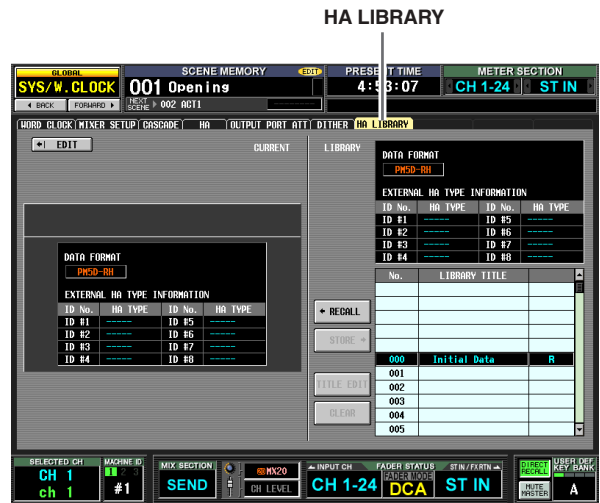 HA LIBRARY
GLOBAL SCENE MEMORY EDIT PRESENT TIME METER SECTION
SYS/W.CLOCK 001 Opening 4:53:07 CH 1-24 ST IN
BACK FORWARD NEXT SCENE 002 ACT1
WORD CLOCK MIXER SETUP CASCADE HA OUTPUT PORT ATT DITHER HA LIBRARY
EDIT CURRENT LIBRARY
DATA FORMAT
PM5D-RH
EXTERNAL HA TYPE INFORMATION
ID No. HA TYPE ID No. HA TYPE
ID #1 ----- ID #5 -----
ID #2 ----- ID #6 -----
ID #3 ----- ID #7 -----
ID #4 ----- ID #8 -----
DATA FORMAT
PM5D-RH
EXTERNAL HA TYPE INFORMATION
ID No. HA TYPE ID No. HA TYPE
ID #1 ----- ID #5 -----
ID #2 ----- ID #6 -----
ID #3 ----- ID #7 -----
ID #4 ----- ID #8 -----
No. LIBRARY TITLE
RECALL
STORE
TITLE EDIT
CLEAR
000 Initial Data R
001
002
003
004
005
SELECTED CH MACHINE ID MIX SECTION MX20 INPUT CH FADER STATUS ST IN / FXRTN DIRECT RECALL USER DEF KEY BANK
CH 1 1 2 3 SEND CH 1-24 FADER MODE ST IN
ch 1 #1 CH LEVEL DCA MUTE MASTER A